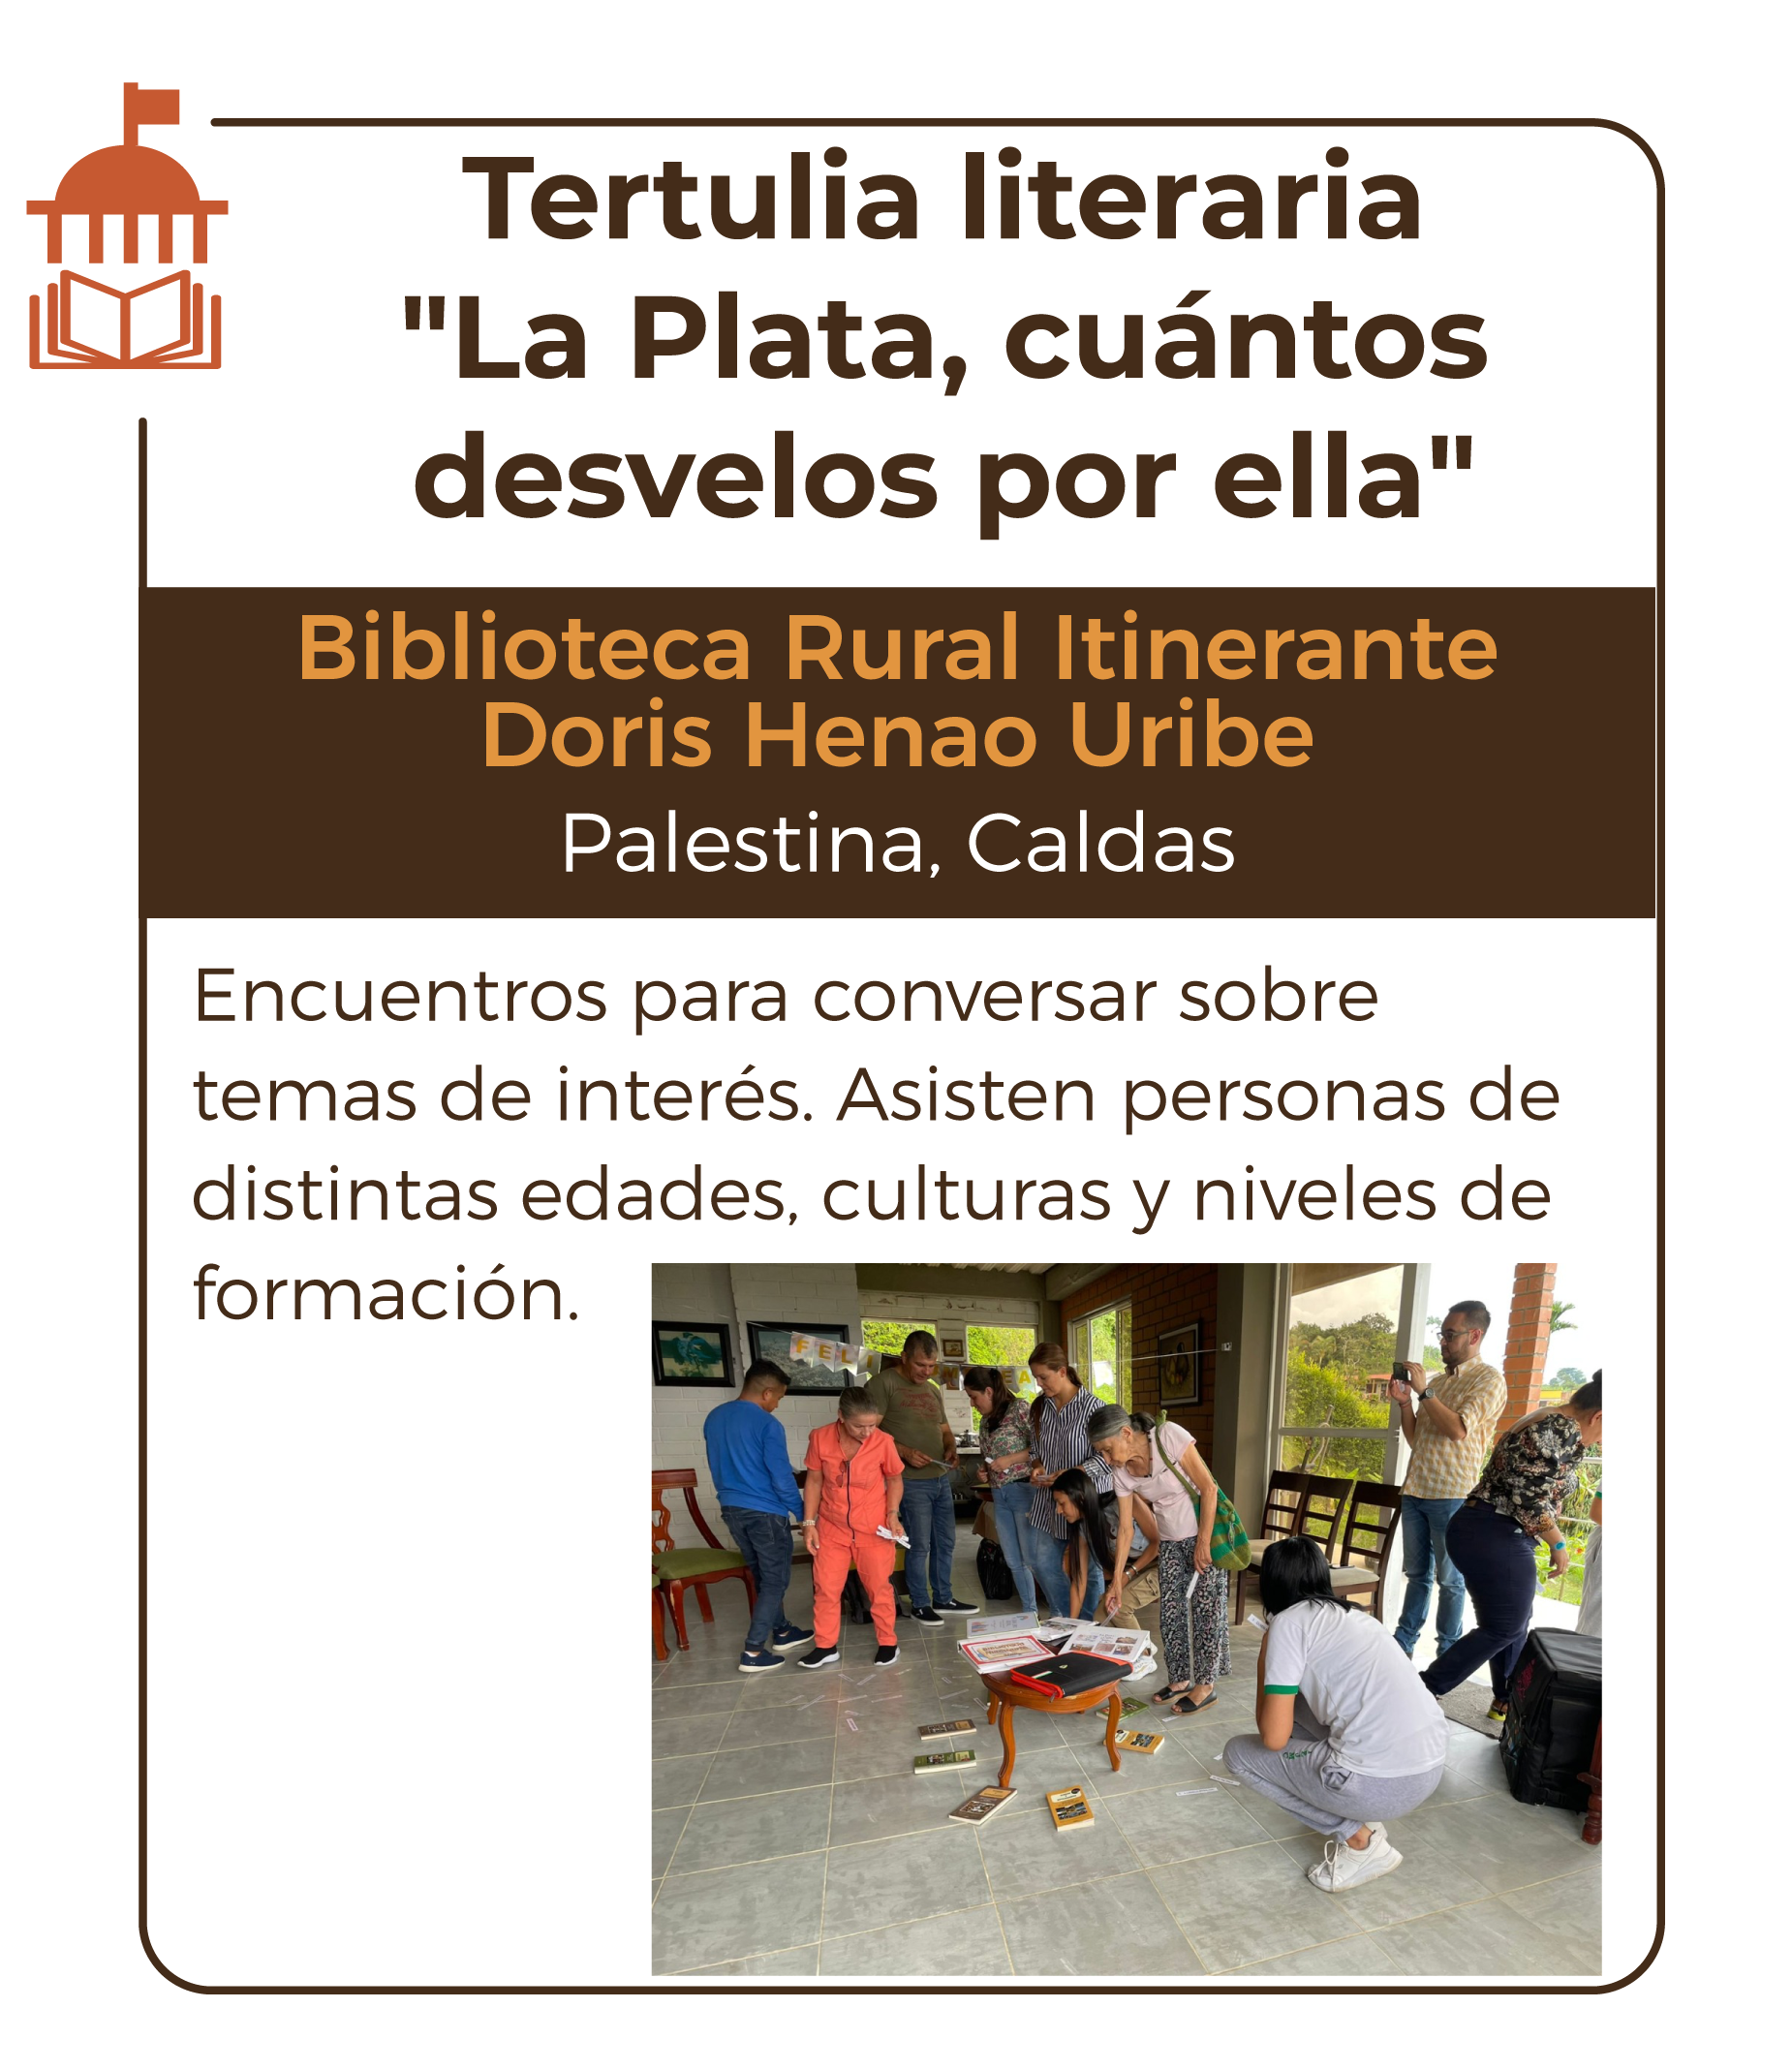 Tertulia literaria
"La Plata, cuántos
desvelos por ella"
Biblioteca Rural Itinerante
Doris Henao Uribe
Palestina, Caldas
Encuentros para conversar sobre
temas de interés. Asisten personas de
distintas edades, culturas y niveles de
formación.
FELI